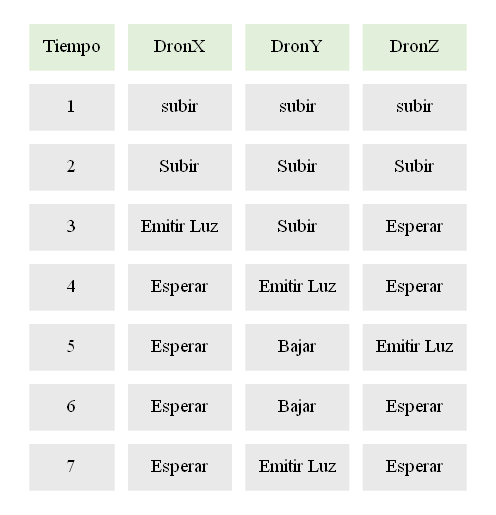 Tiempo DronX DronY DronZ
1 subir subir subir
2 Subir Subir Subir
3 Emitir Luz Subir Esperar
4 Esperar Emitir Luz Esperar
5 Esperar Bajar Emitir Luz
6 Esperar Bajar Esperar
7 Esperar Emitir Luz Esperar